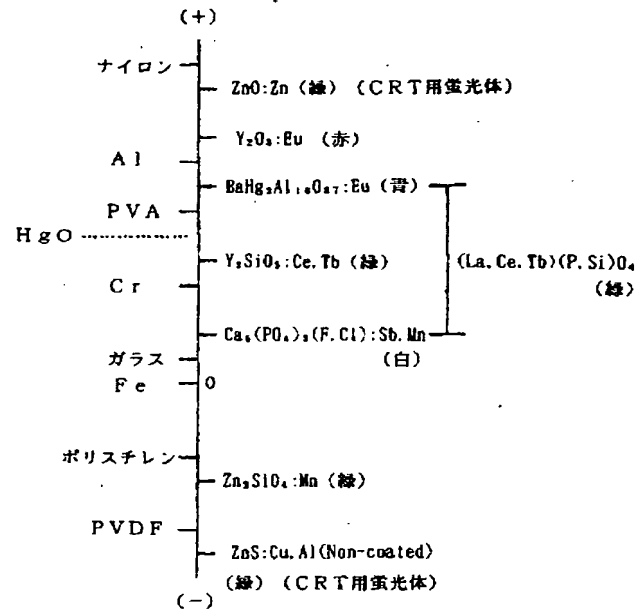 (+)
ナイロン
ZnO:Zn (緑) (CRT用蛍光体)
Y₂O₃:Eu (赤)
Al
BaHg₂Al₁₆O₂₇:Eu (青)
PVA
HgO
Y₂SiO₅:Ce.Tb (緑)
(La.Ce.Tb)(P.Si)O₄
(緑)
Cr
Ca₅(PO₄)₃(F.Cl):Sb.Mn
(白)
ガラス
Fe
0
ポリスチレン
Zn₂SiO₄:Mn (緑)
PVDF
ZnS:Cu.Al(Non-coated)
(緑) (CRT用蛍光体)
(-)